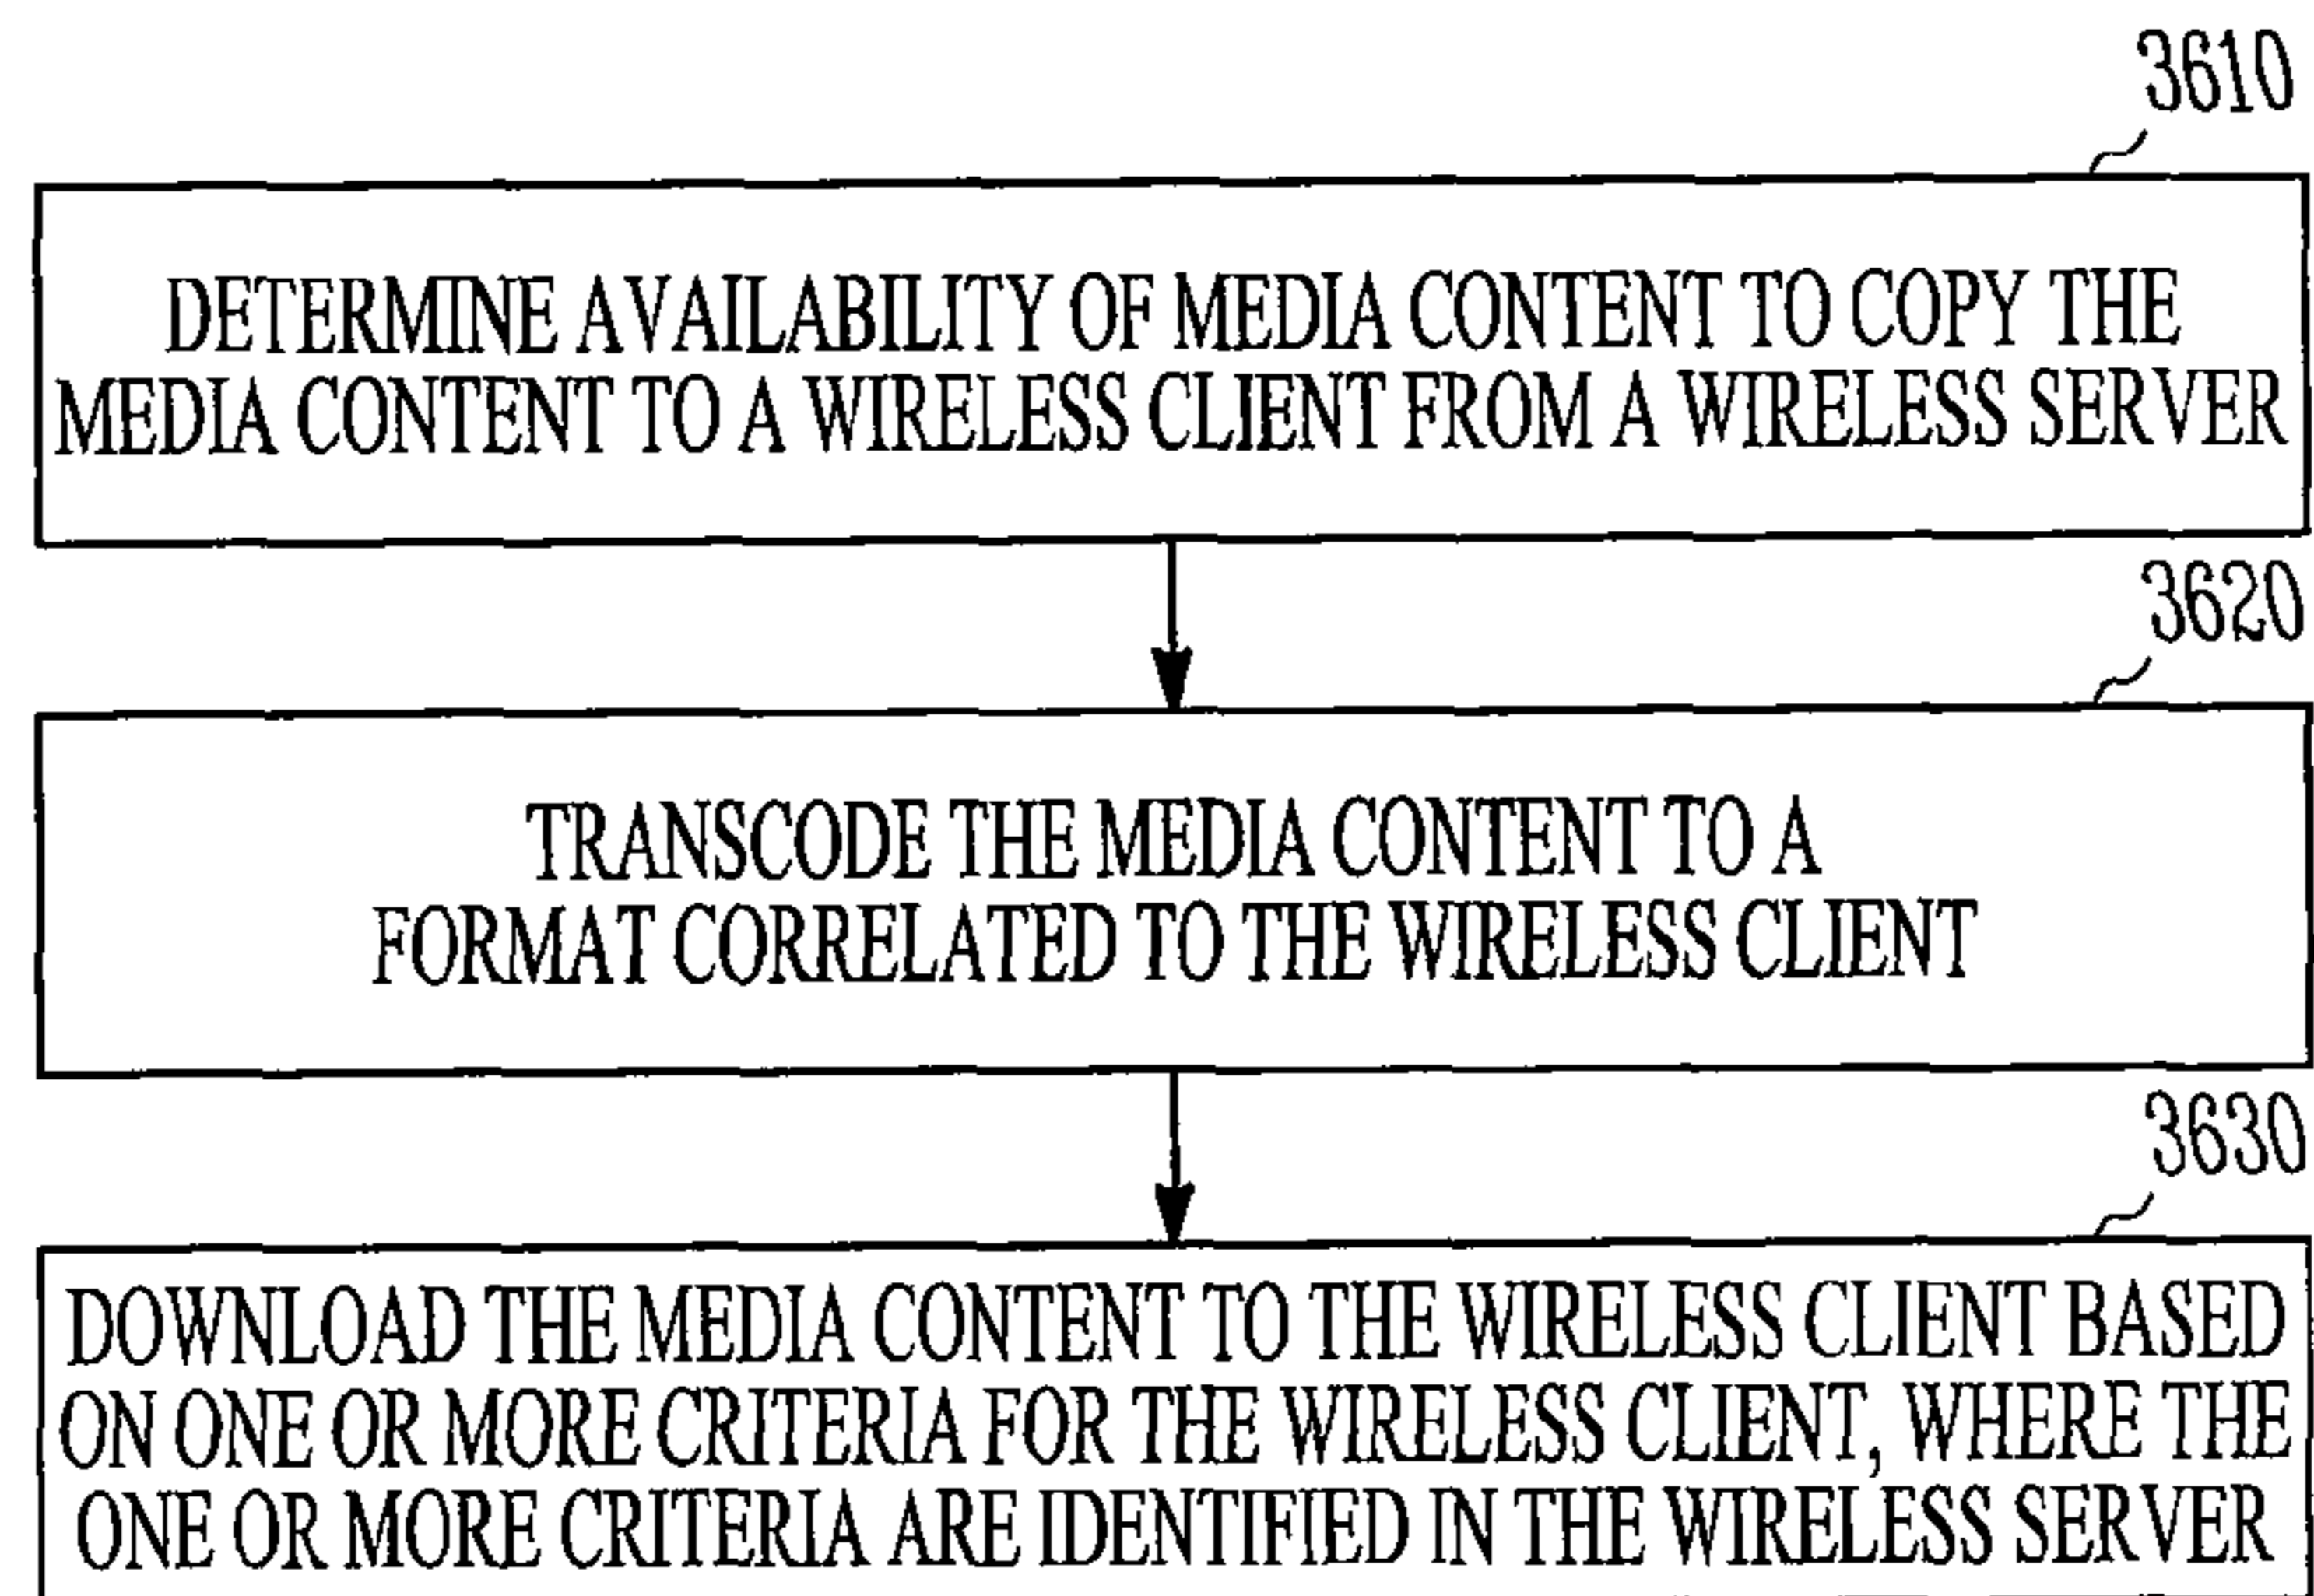 3610
DETERMINE AVAILABILITY OF MEDIA CONTENT TO COPY THE
MEDIA CONTENT TO A WIRELESS CLIENT FROM A WIRELESS SERVER
3620
TRANSCODE THE MEDIA CONTENT TO A
FORMAT CORRELATED TO THE WIRELESS CLIENT
3630
DOWNLOAD THE MEDIA CONTENT TO THE WIRELESS CLIENT BASED
ON ONE OR MORE CRITERIA FOR THE WIRELESS CLIENT, WHERE THE
ONE OR MORE CRITERIA ARE IDENTIFIED IN THE WIRELESS SERVER